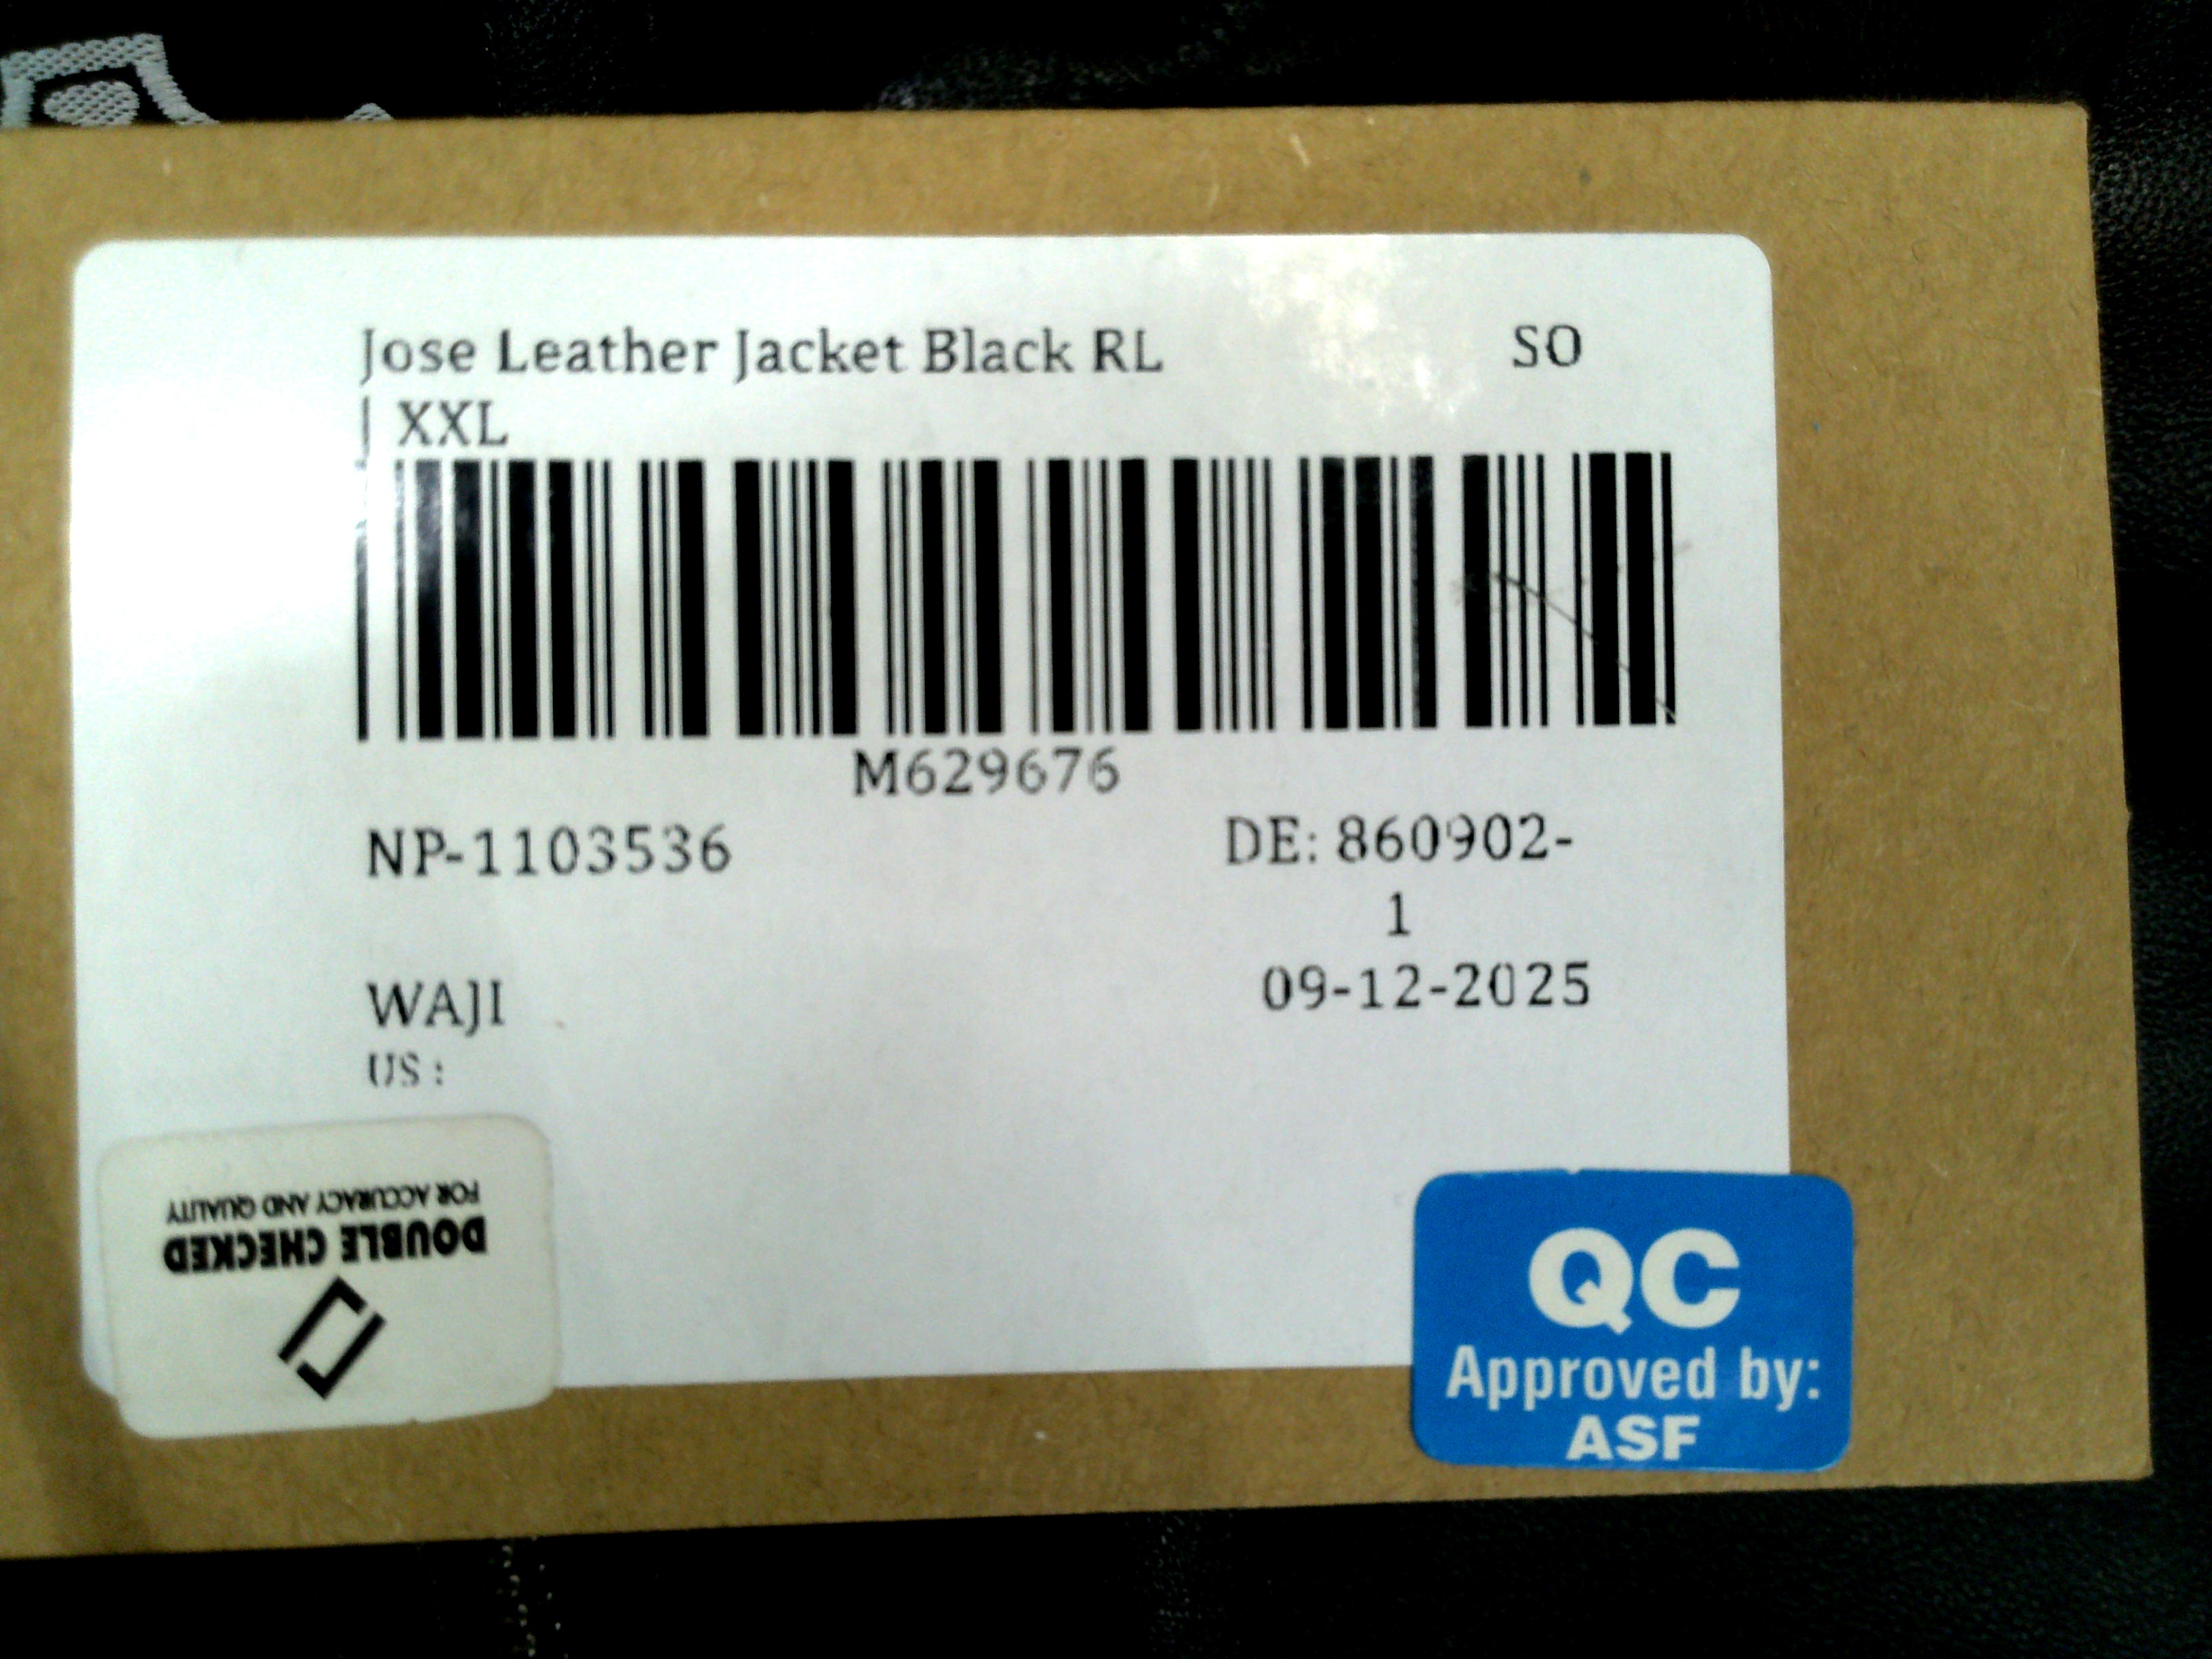 Jose Leather Jacket Black RL SO
| XXL
M629676
NP-1103536 DE: 860902-
1
WAJI 09-12-2025
US :
DOUBLE CHECKED
FOR ACCURACY AND QUALITY
QC
Approved by:
ASF